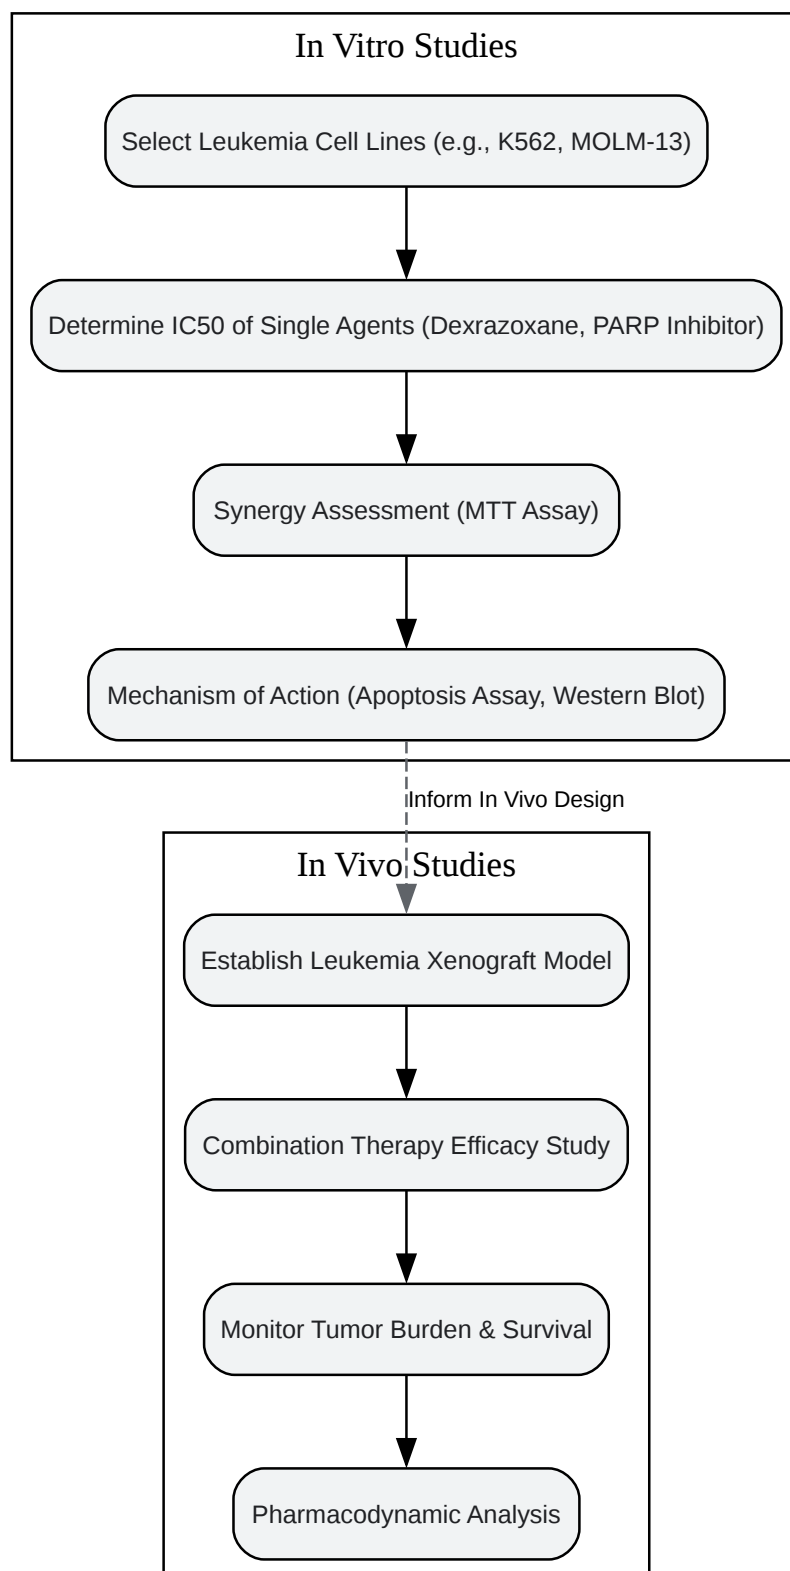 In Vitro Studies
Select Leukemia Cell Lines (e.g., K562, MOLM-13)
Determine IC50 of Single Agents (Dexrazoxane, PARP Inhibitor)
Synergy Assessment (MTT Assay)
Mechanism of Action (Apoptosis Assay, Western Blot)
Inform In Vivo Design
In Vivo Studies
Establish Leukemia Xenograft Model
Combination Therapy Efficacy Study
Monitor Tumor Burden & Survival
Pharmacodynamic Analysis